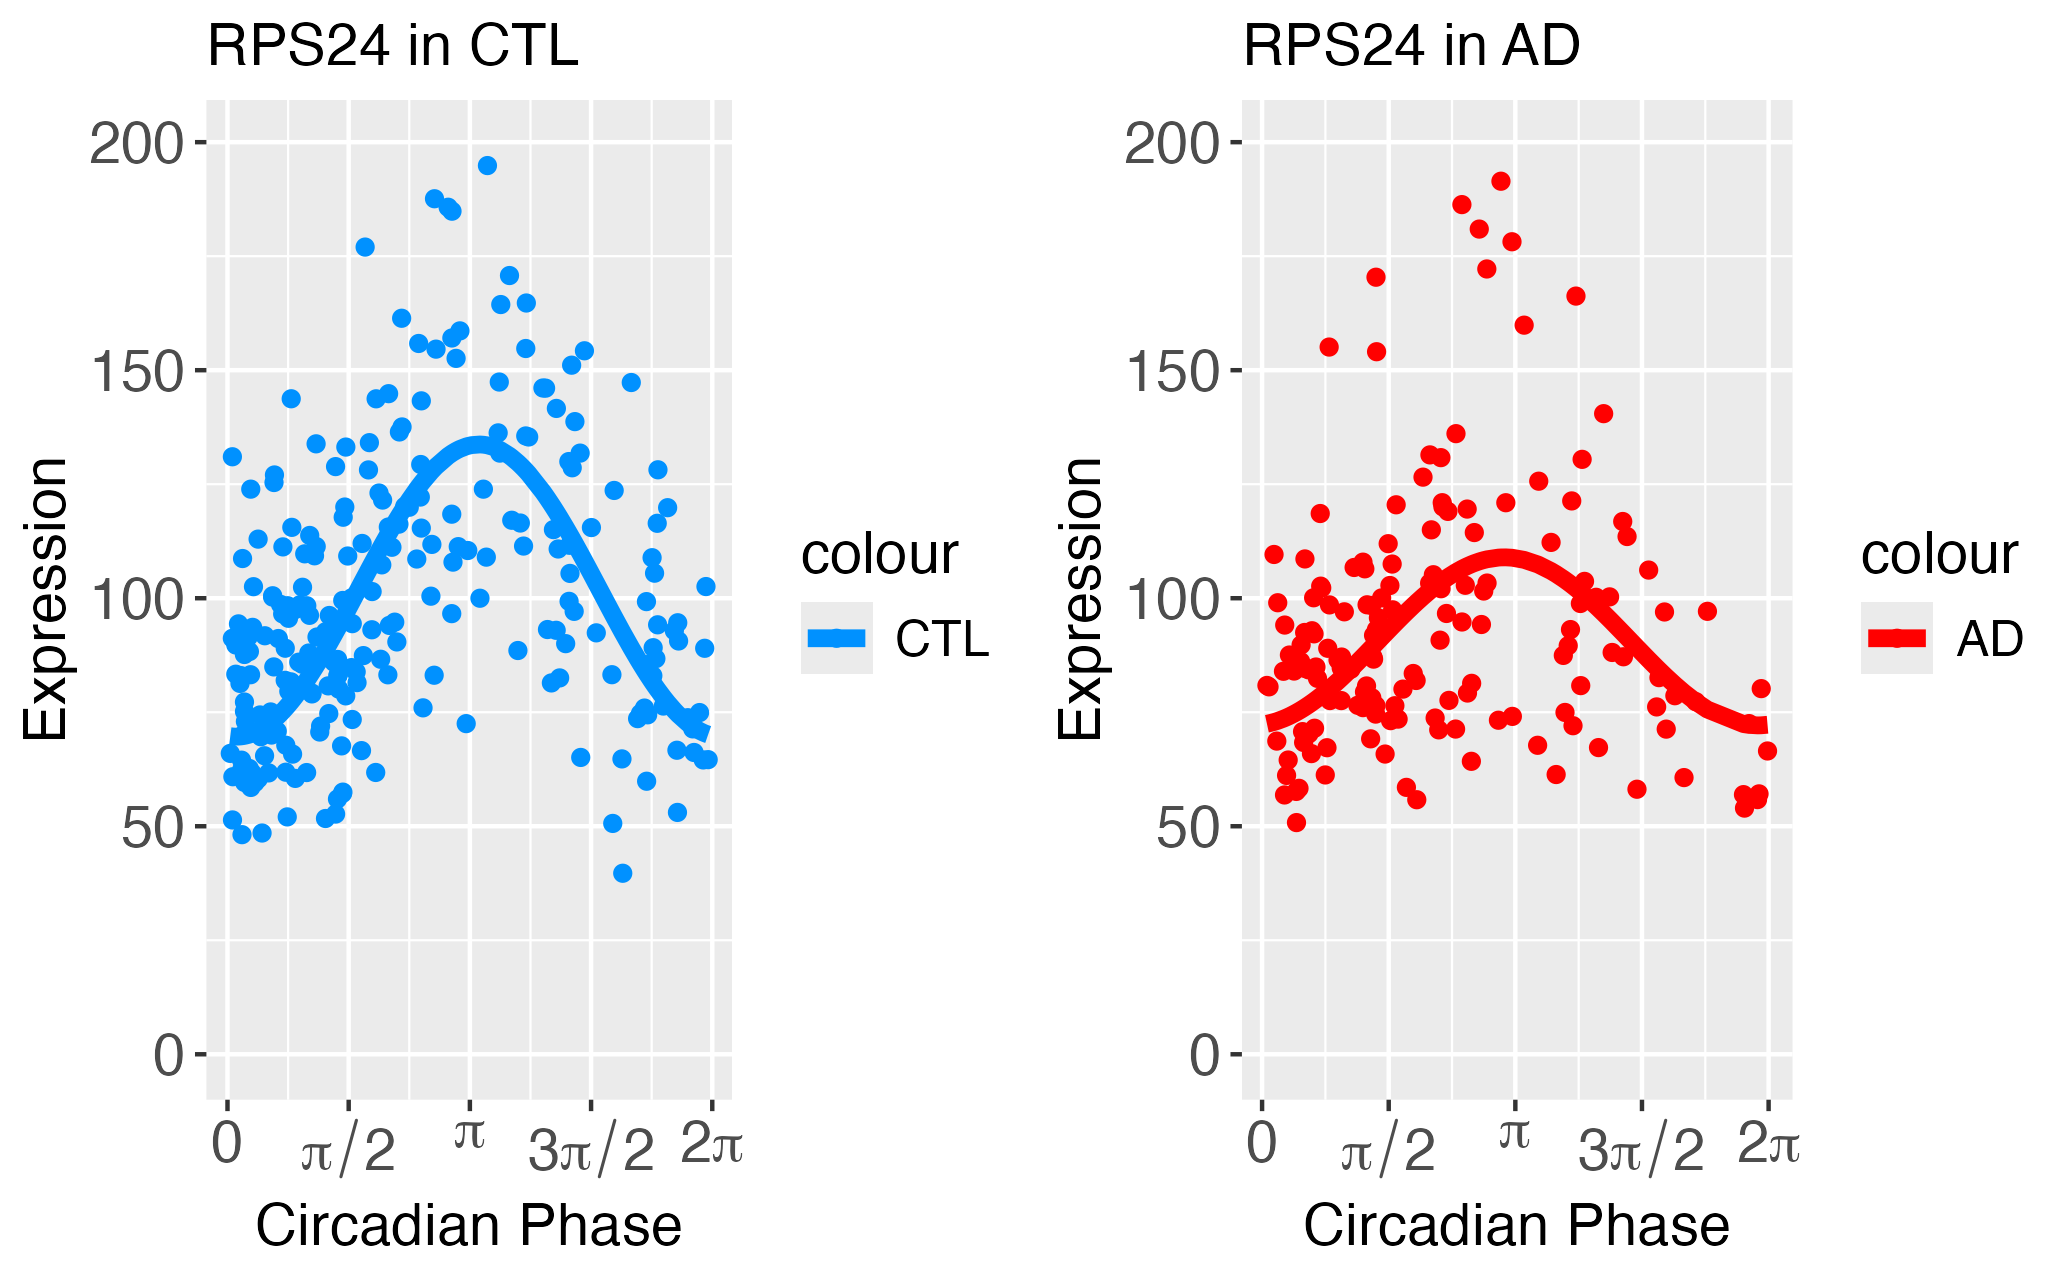 RPS24 in CTL
Expression
200
150
100
50
0
0 π/2 π 3π/2 2π
Circadian Phase
colour
CTL
RPS24 in AD
Expression
200
150
100
50
0
0 π/2 π 3π/2 2π
Circadian Phase
colour
AD